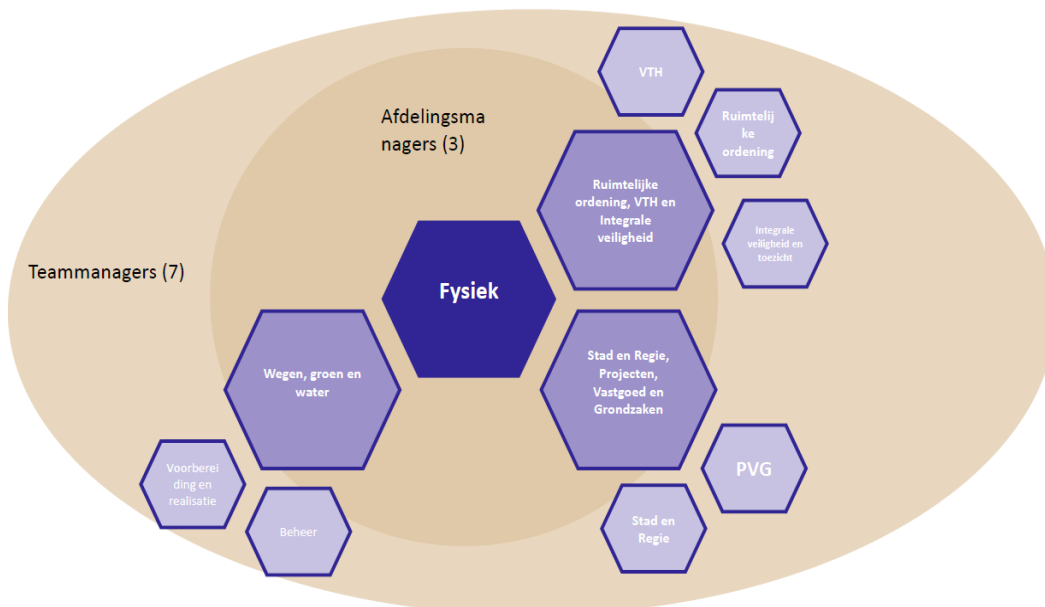 VTH
Afdelingsma
nagers (3)
Ruimtelij
ke
ordening
Ruimtelijke
ordening, VTH en
Integrale
veiligheid
Integrale
veiligheid en
toezicht
Teammanagers (7)
Fysiek
Wegen, groen en
water
Stad en Regie,
Projecten,
Vastgoed en
Grondzaken
Voorberei
ding en
realisatie
Beheer
PVG
Stad en
Regie